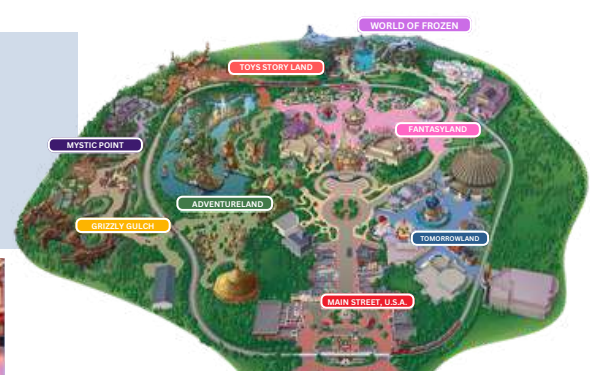 WORLD OF FROZEN
TOYS STORY LAND
FANTASYLAND
MYSTIC POINT
ADVENTURELAND
GRIZZLY GULCH
TOMORROWLAND
MAIN STREET, U.S.A.